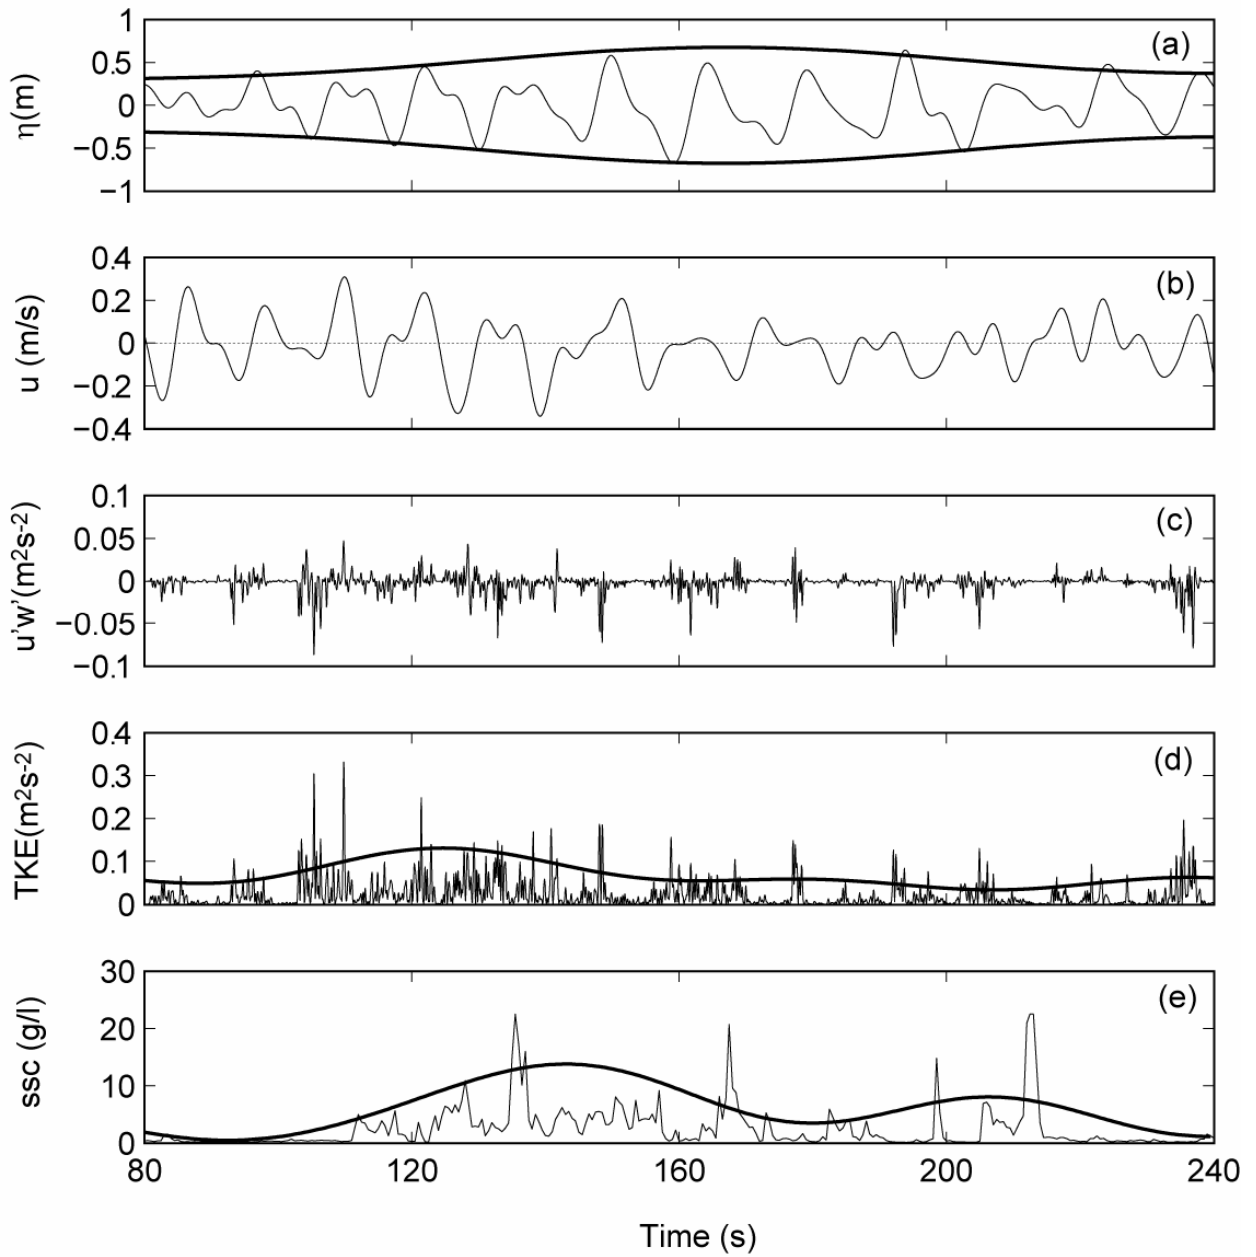 1
0.5
0
−0.5
−1
η(m)
(a)
0.4
0.2
0
−0.2
−0.4
u (m/s)
(b)
0.1
0.05
0
−0.05
−0.1
u'w'(m2s-2)
(c)
0.4
0.3
0.2
0.1
0
TKE(m2s-2)
(d)
30
20
10
0
ssc (g/l)
(e)
80 120 160 200 240
Time (s)